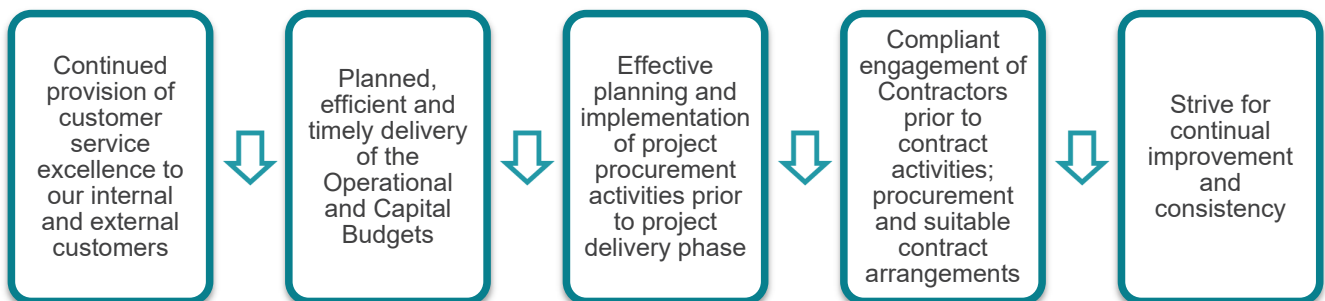 Continued
provision of
customer
service
excellence to
our internal
and external
customers
Planned,
efficient and
timely delivery
of the
Operational
and Capital
Budgets
Effective
planning and
implementation
of project
procurement
activities prior
to project
delivery phase
Compliant
engagement of
Contractors
prior to
contract
activities;
procurement
and suitable
contract
arrangements
Strive for
continual
improvement
and
consistency